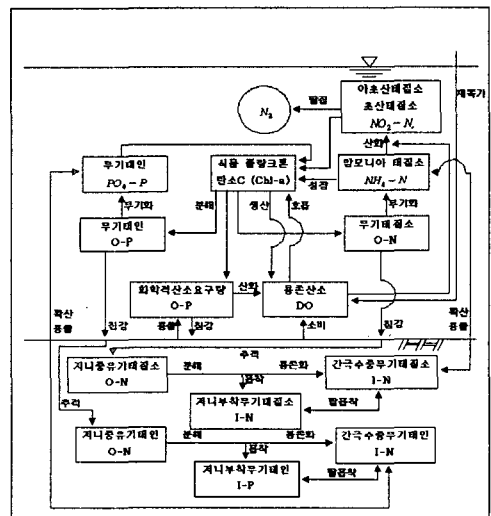 아초산태질소
초산태질소
NO₂-N,
탈질
N₂
재폭기
산화
무기태인
PO₄-P
식물 플랑크톤
탄소C (Chl-a)
암모니아 태질소
NH₄-N
침강
무기화
분해
생산
호흡
무기화
무기태인
O-P
무기태질소
O-N
화학적산소요구량
O-P
산화
용존산소
DO
확산
용출
침강
용출
침강
소비
침강
확산
용출
추적
저니중유기태질소
O-N
분해
용존화
간극수중무기태질소
I-N
흡착
추적
저니부착무기태질소
I-N
탈흡착
저니중유기태인
O-N
분해
용존화
간극수중무기태인
I-N
흡착
저니부착무기태인
I-P
탈흡착